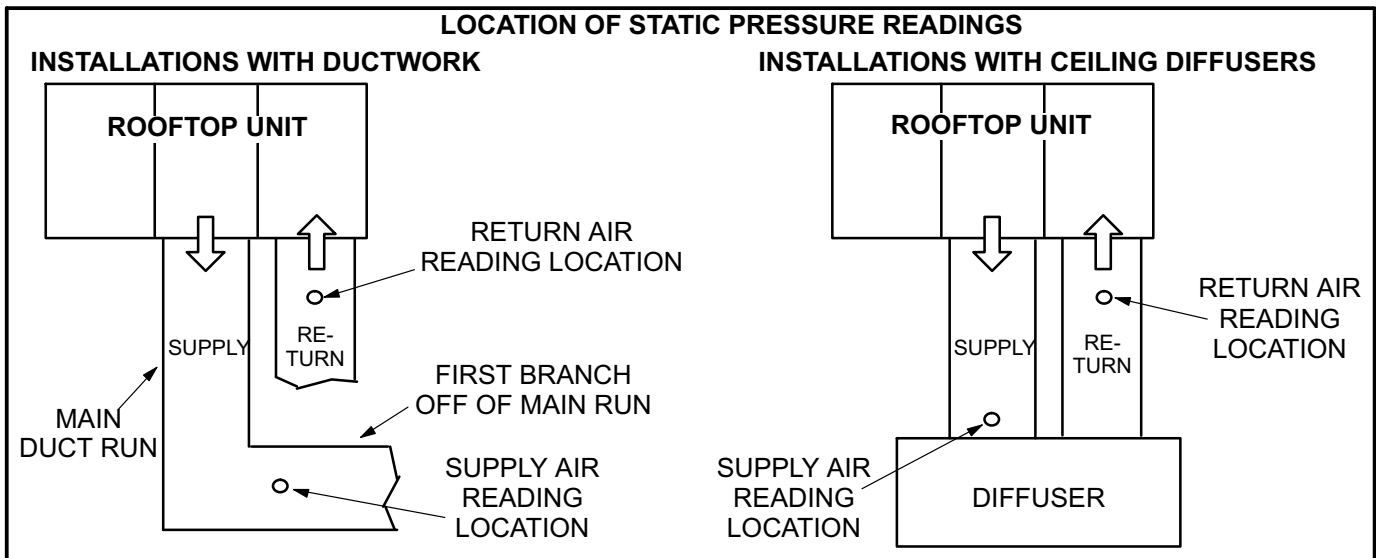 LOCATION OF STATIC PRESSURE READINGS
INSTALLATIONS WITH DUCTWORK
ROOFTOP UNIT
RETURN AIR
READING LOCATION
SUPPLY
RE-
TURN
FIRST BRANCH
OFF OF MAIN RUN
MAIN
DUCT RUN
SUPPLY AIR
READING
LOCATION
INSTALLATIONS WITH CEILING DIFFUSERS
ROOFTOP UNIT
RETURN AIR
READING
LOCATION
SUPPLY
RE-
TURN
SUPPLY AIR
READING
LOCATION
DIFFUSER